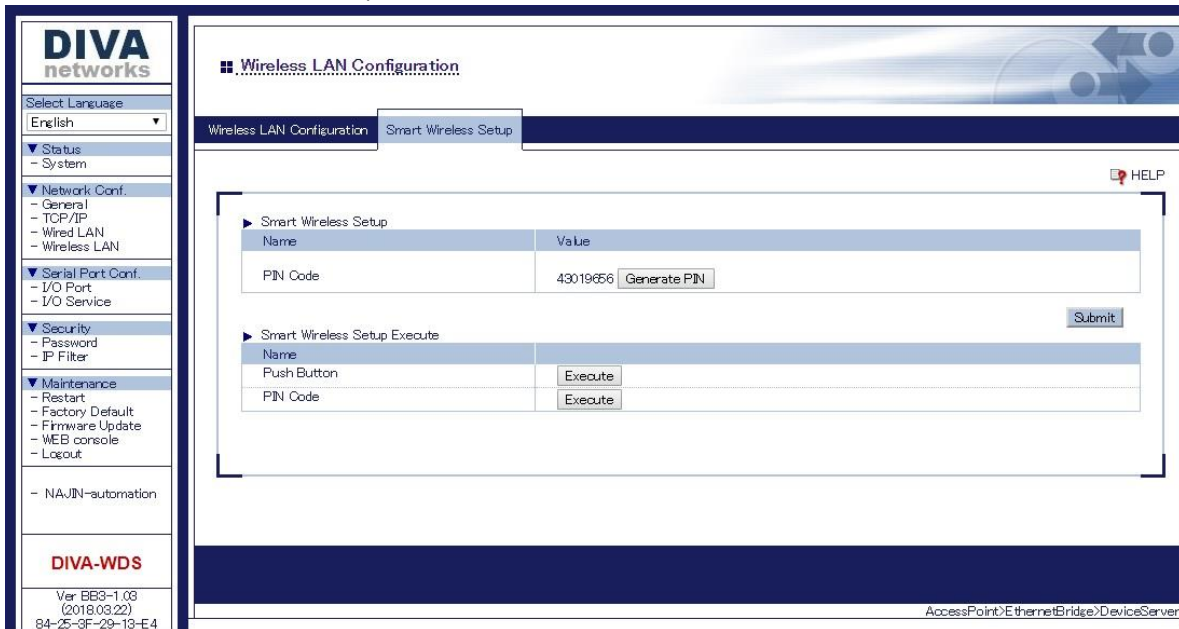 DIVA
networks
Select Language
English
▼ Status
- System
▼ Network Conf.
- General
- TCP/IP
- Wired LAN
- Wireless LAN
▼ Serial Port Conf.
- I/O Port
- I/O Service
▼ Security
- Password
- IP Filter
▼ Maintenance
- Restart
- Factory Default
- Firmware Update
- WEB console
- Logout
- NAJIN-automation
DIVA-WDS
Ver BB3-1.03
(2018.03.22)
84-25-3F-29-13-E4
Wireless LAN Configuration
Wireless LAN Configuration Smart Wireless Setup
HELP
▶ Smart Wireless Setup
Name Value
PIN Code 43019656 Generate PIN
Submit
▶ Smart Wireless Setup Execute
Name
Push Button Execute
PIN Code Execute
AccessPoint>EthernetBridge>DeviceServer